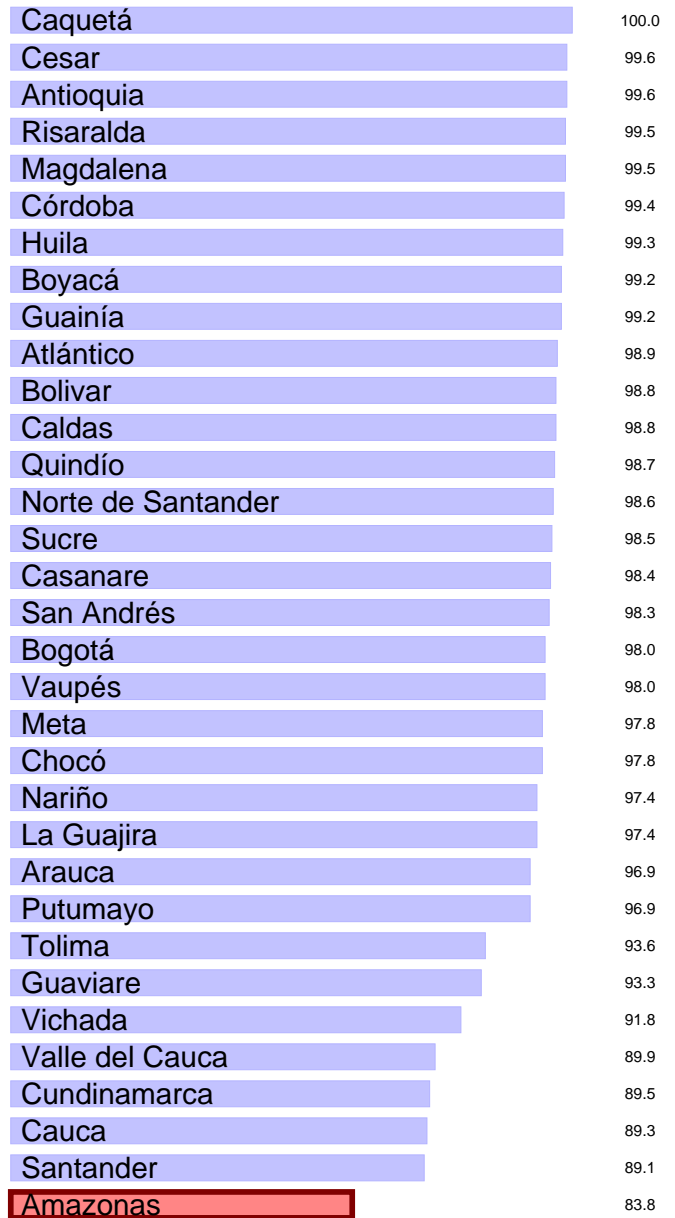 Caquetá 100.0
Cesar 99.6
Antioquia 99.6
Risaralda 99.5
Magdalena 99.5
Córdoba 99.4
Huila 99.3
Boyacá 99.2
Guainía 99.2
Atlántico 98.9
Bolivar 98.8
Caldas 98.8
Quindío 98.7
Norte de Santander 98.6
Sucre 98.5
Casanare 98.4
San Andrés 98.3
Bogotá 98.0
Vaupés 98.0
Meta 97.8
Chocó 97.8
Nariño 97.4
La Guajira 97.4
Arauca 96.9
Putumayo 96.9
Tolima 93.6
Guaviare 93.3
Vichada 91.8
Valle del Cauca 89.9
Cundinamarca 89.5
Cauca 89.3
Santander 89.1
Amazonas 83.8